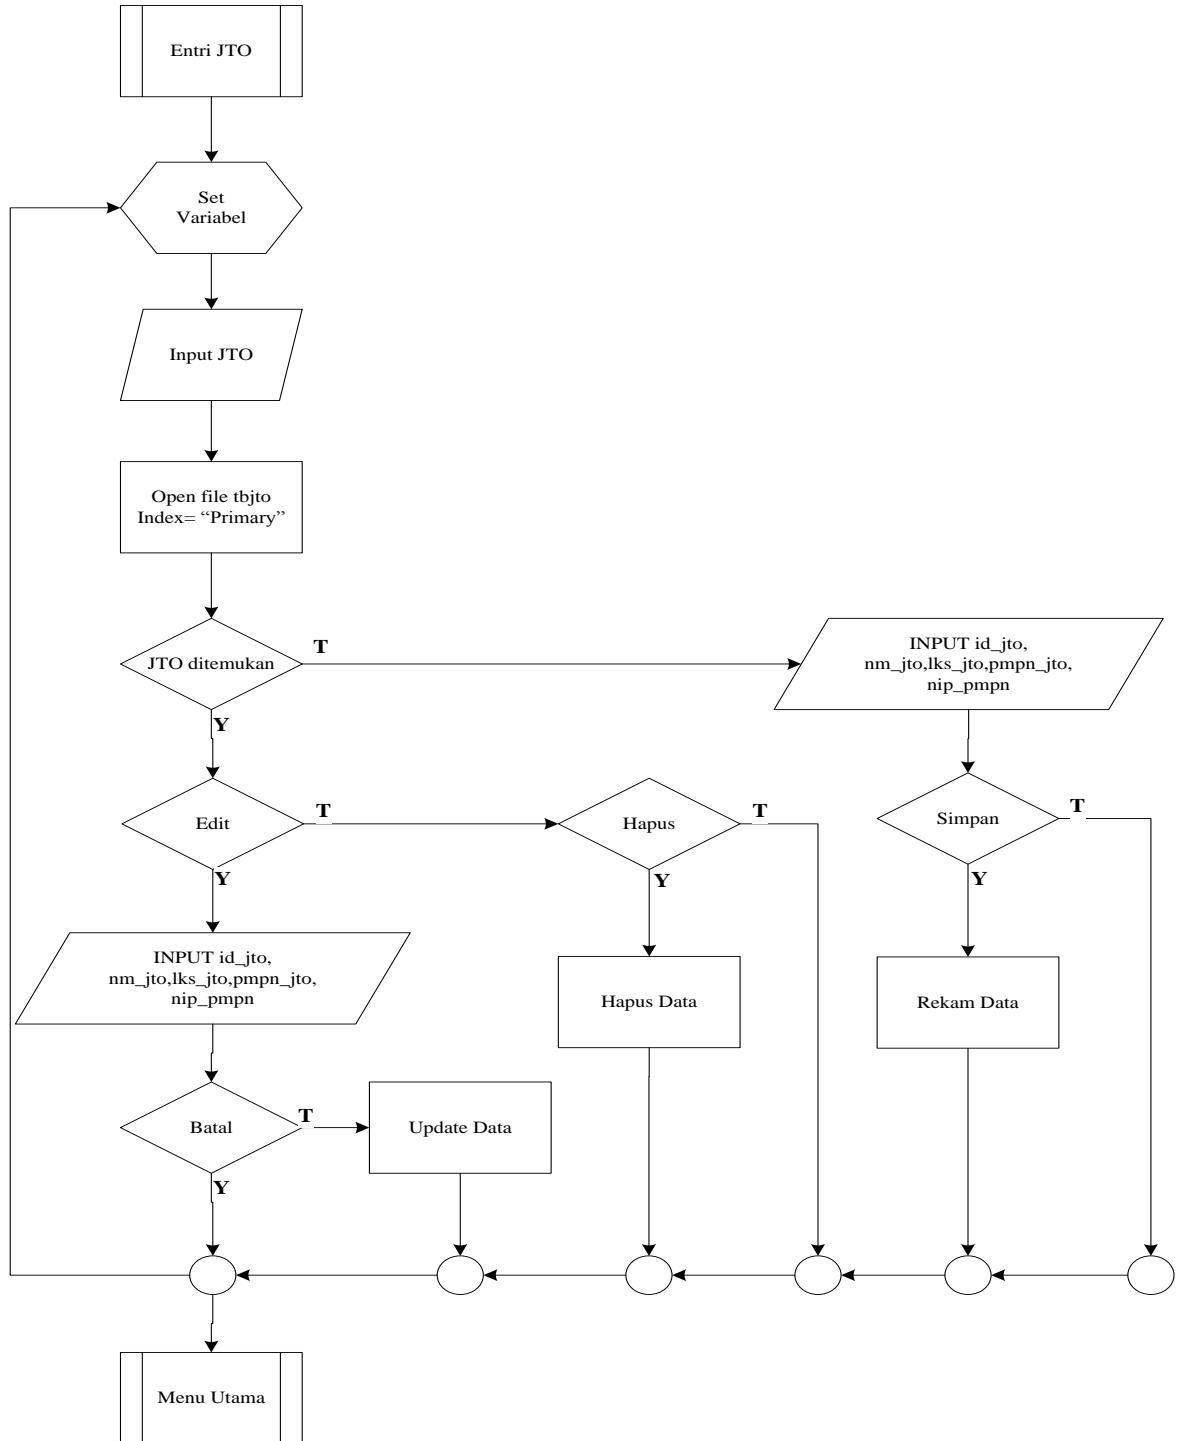 Entri JTO
Set
Variabel
Input JTO
Open file tbjto
Index= “Primary”
JTO ditemukan
T
INPUT id_jto,
nm_jto,lks_jto,pmpn_jto,
nip_pmpn
Y
Edit
T
Hapus
T
Simpan
T
Y
Y
Y
INPUT id_jto,
nm_jto,lks_jto,pmpn_jto,
nip_pmpn
Hapus Data
Rekam Data
Batal
T
Update Data
Y
Menu Utama